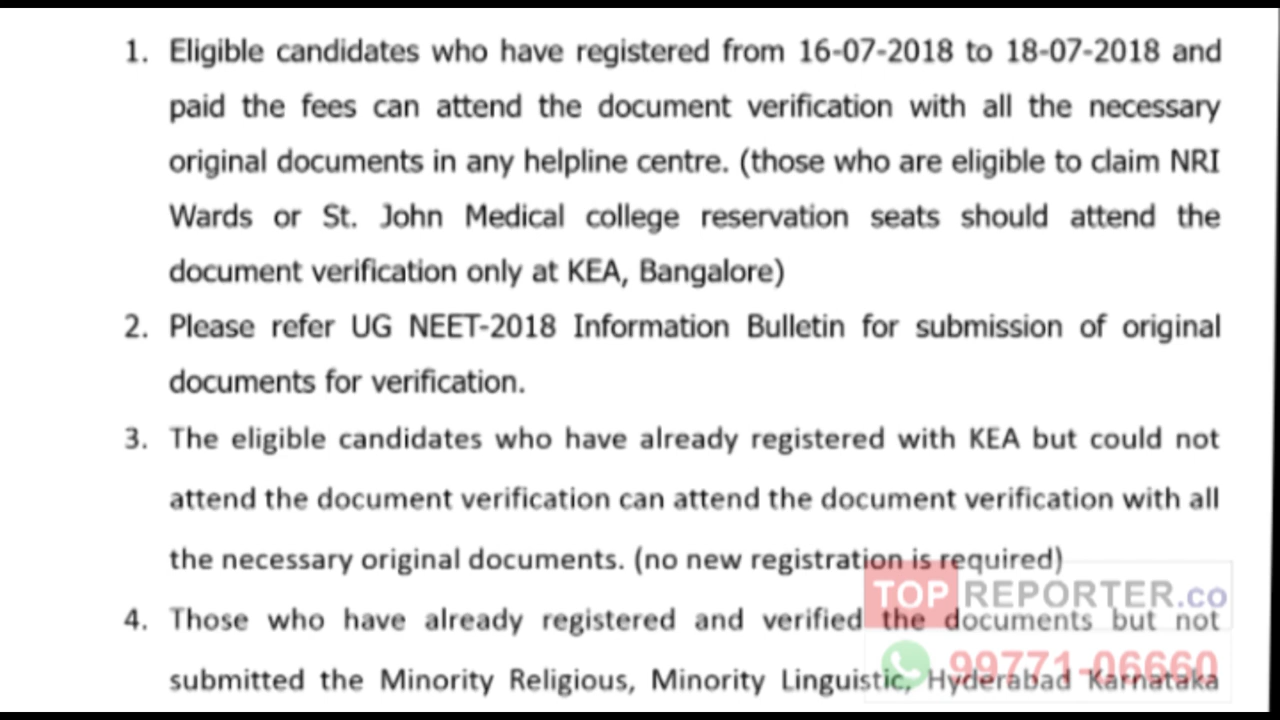 1. Eligible candidates who have registered from 16-07-2018 to 18-07-2018 and
paid the fees can attend the document verification with all the necessary
original documents in any helpline centre. (those who are eligible to claim NRI
Wards or St. John Medical college reservation seats should attend the
document verification only at KEA, Bangalore)
2. Please refer UG NEET-2018 Information Bulletin for submission of original
documents for verification.
3. The eligible candidates who have already registered with KEA but could not
attend the document verification can attend the document verification with all
the necessary original documents. (no new registration is required)
TOP REPORTER.co
4. Those who have already registered and verified the documents but not
submitted the Minority Religious, Minority Linguistic, Hyderabad Karnataka
99771-06660